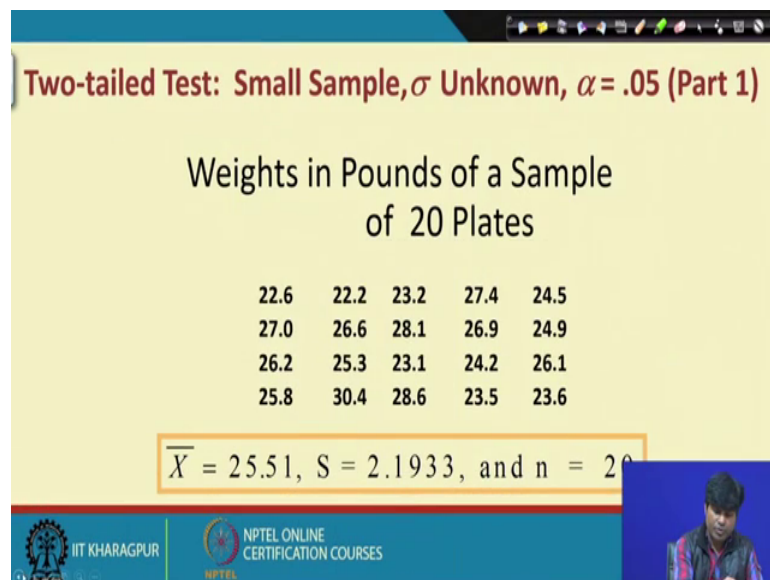 Two-tailed Test: Small Sample, σ Unknown, α = .05 (Part 1)
Weights in Pounds of a Sample
of 20 Plates
22.6 22.2 23.2 27.4 24.5
27.0 26.6 28.1 26.9 24.9
26.2 25.3 23.1 24.2 26.1
25.8 30.4 28.6 23.5 23.6
X̅ = 25.51, S = 2.1933, and n = 20
IIT KHARAGPUR
NPTEL ONLINE
CERTIFICATION COURSES
NPTEL